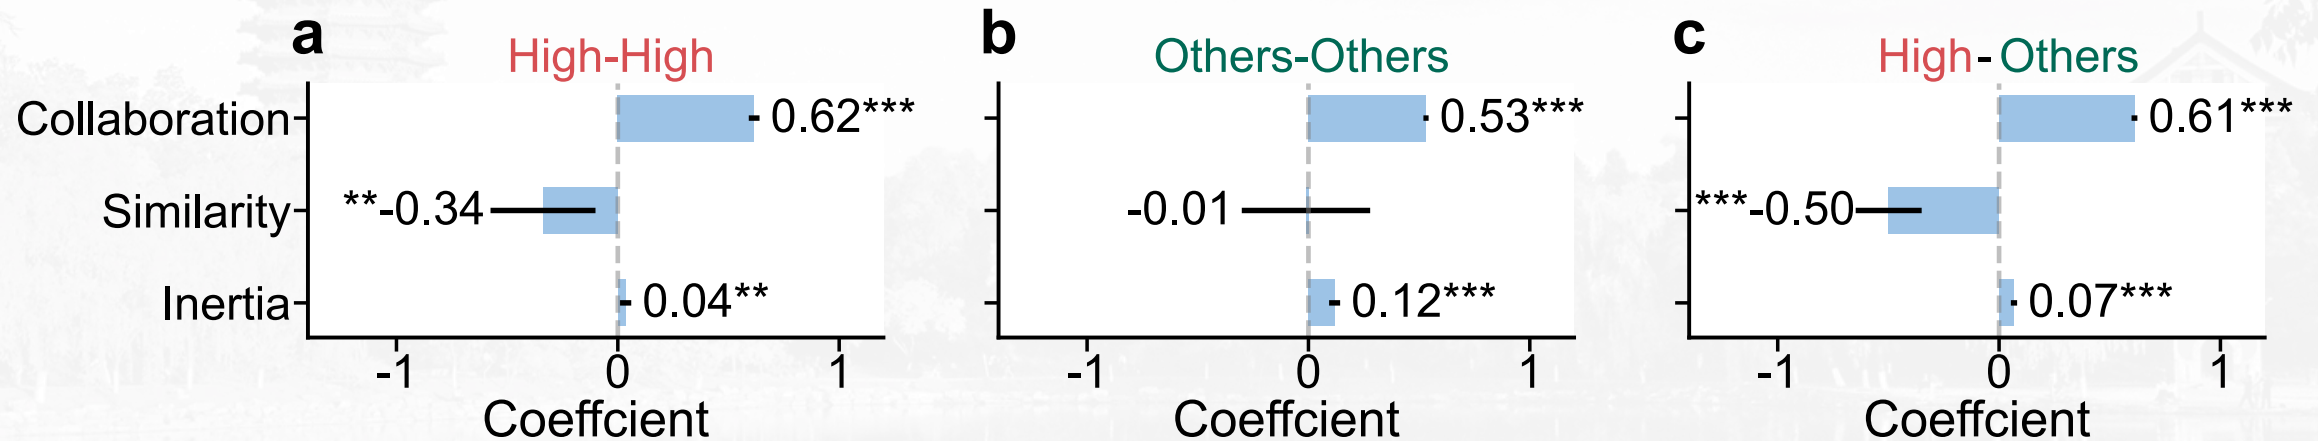 a
High-High
Collaboration
0.62***
Similarity
**-0.34
Inertia
0.04**
-1
0
1
Coeffcient
b
Others-Others
0.53***
-0.01
0.12***
-1
0
1
Coeffcient
c
High-Others
0.61***
***-0.50
0.07***
-1
0
1
Coeffcient